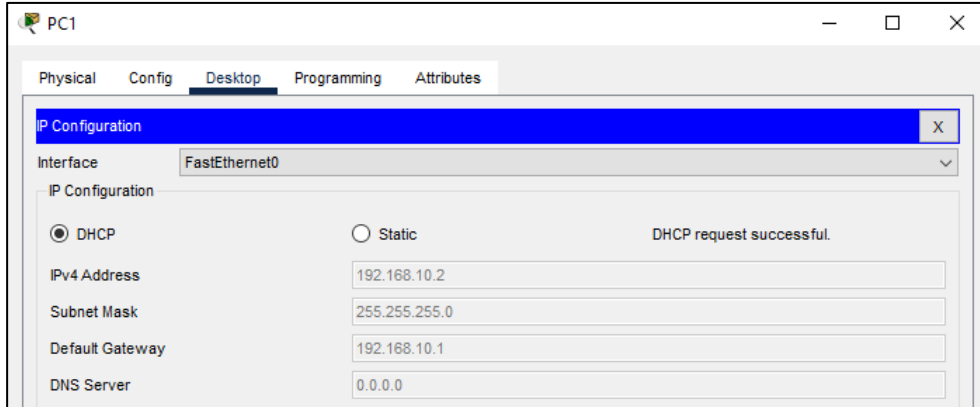 PC1
Physical Config Desktop Programming Attributes
IP Configuration X
Interface FastEthernet0
IP Configuration
DHCP Static DHCP request successful.
IPv4 Address 192.168.10.2
Subnet Mask 255.255.255.0
Default Gateway 192.168.10.1
DNS Server 0.0.0.0